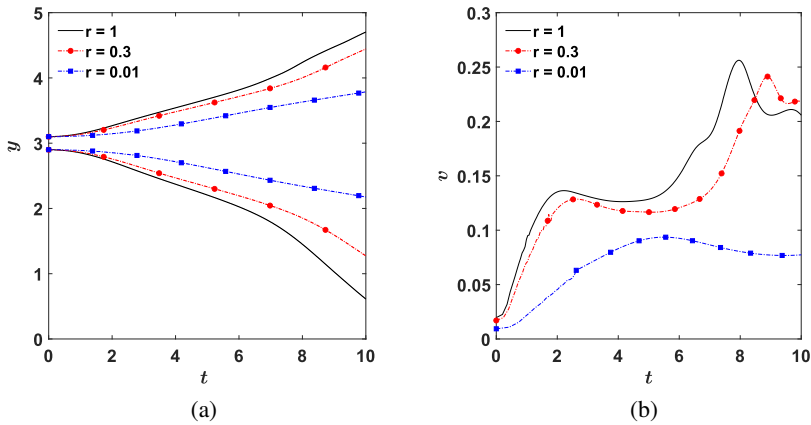 r = 1
r = 0.3
r = 0.01
5
4
3
2
1
0
y
0 2 4 6 8 10
t
(a)
r = 1
r = 0.3
r = 0.01
0.3
0.25
0.2
0.15
0.1
0.05
0
v
0 2 4 6 8 10
t
(b)